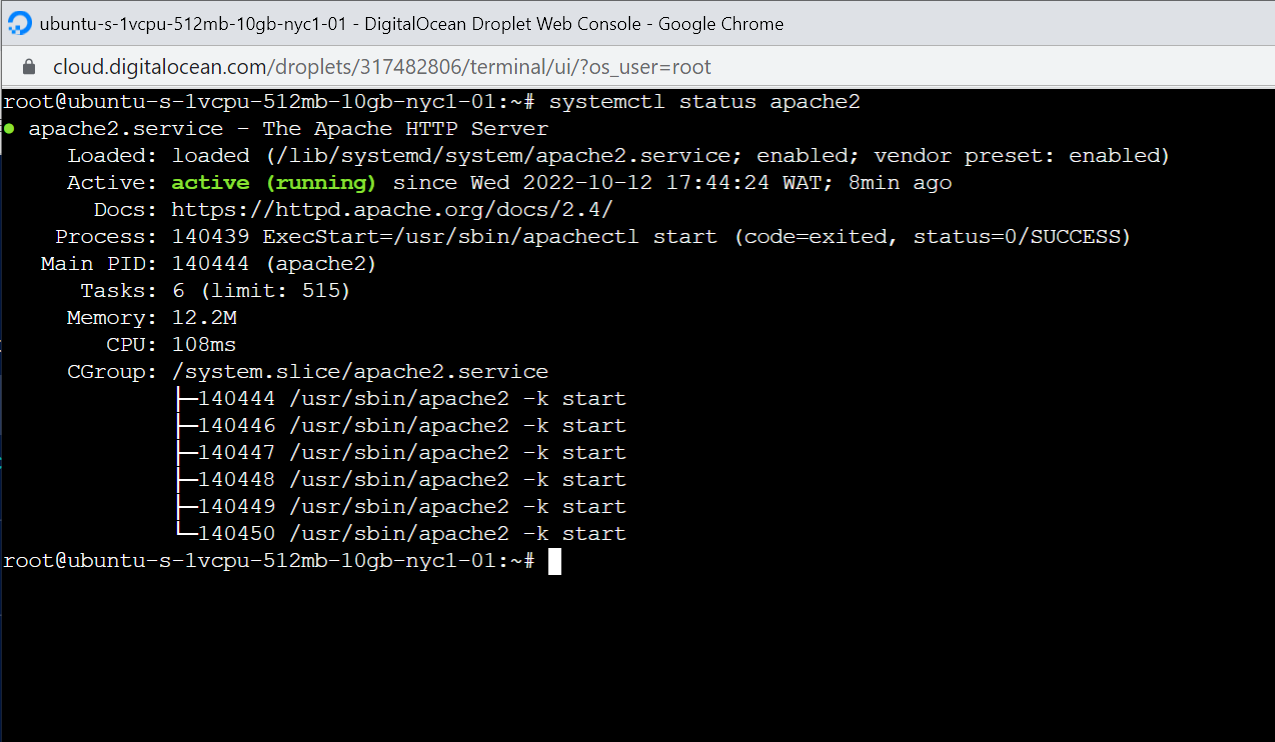 ubuntu-s-1vcpu-512mb-10gb-nyc1-01 - DigitalOcean Droplet Web Console - Google Chrome
cloud.digitalocean.com/droplets/317482806/terminal/ui/?os_user=root
root@ubuntu-s-1vcpu-512mb-10gb-nyc1-01:~# systemctl status apache2
● apache2.service - The Apache HTTP Server
     Loaded: loaded (/lib/systemd/system/apache2.service; enabled; vendor preset: enabled)
     Active: active (running) since Wed 2022-10-12 17:44:24 WAT; 8min ago
       Docs: https://httpd.apache.org/docs/2.4/
    Process: 140439 ExecStart=/usr/sbin/apachectl start (code=exited, status=0/SUCCESS)
   Main PID: 140444 (apache2)
      Tasks: 6 (limit: 515)
     Memory: 12.2M
        CPU: 108ms
     CGroup: /system.slice/apache2.service
             ├─140444 /usr/sbin/apache2 -k start
             ├─140446 /usr/sbin/apache2 -k start
             ├─140447 /usr/sbin/apache2 -k start
             ├─140448 /usr/sbin/apache2 -k start
             ├─140449 /usr/sbin/apache2 -k start
             └─140450 /usr/sbin/apache2 -k start
root@ubuntu-s-1vcpu-512mb-10gb-nyc1-01:~#